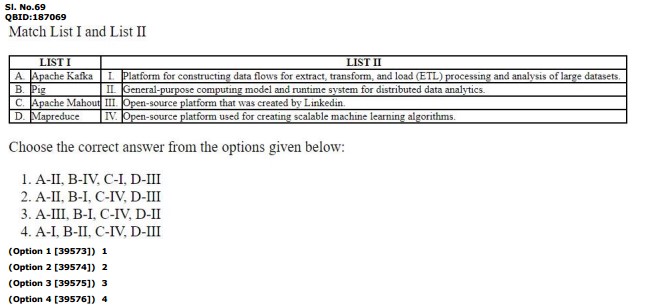 Sl. No.69
QBID:187069
Match List I and List II
LIST I LIST II
A. Apache Kafka I. Platform for constructing data flows for extract, transform, and load (ETL) processing and analysis of large datasets.
B. Pig II. General-purpose computing model and runtime system for distributed data analytics.
C. Apache Mahout III. Open-source platform that was created by Linkedin.
D. Mapreduce IV. Open-source platform used for creating scalable machine learning algorithms.
Choose the correct answer from the options given below:
1. A-II, B-IV, C-I, D-III
2. A-II, B-I, C-IV, D-III
3. A-III, B-I, C-IV, D-II
4. A-I, B-II, C-IV, D-III
(Option 1 [39573]) 1
(Option 2 [39574]) 2
(Option 3 [39575]) 3
(Option 4 [39576]) 4